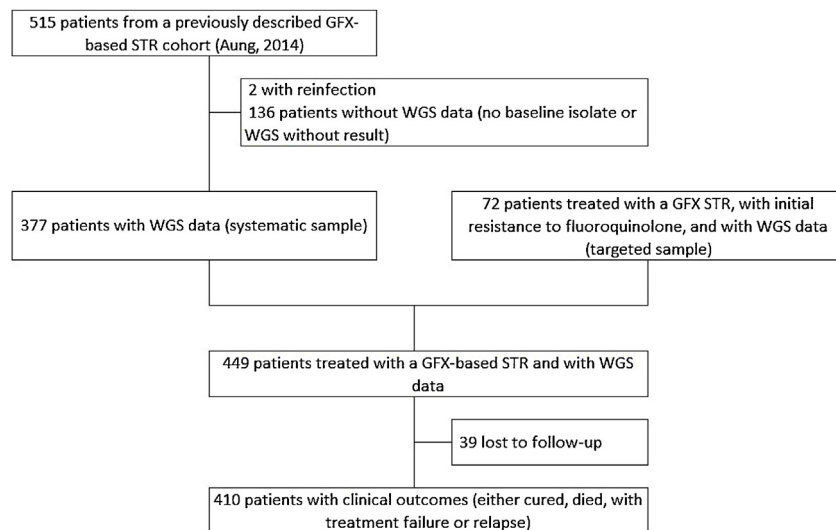 515 patients from a previously described GFX-
based STR cohort (Aung, 2014)
2 with reinfection
136 patients without WGS data (no baseline isolate or
WGS without result)
377 patients with WGS data (systematic sample)
72 patients treated with a GFX STR, with initial
resistance to fluoroquinolone, and with WGS data
(targeted sample)
449 patients treated with a GFX-based STR and with WGS
data
39 lost to follow-up
410 patients with clinical outcomes (either cured, died, with
treatment failure or relapse)